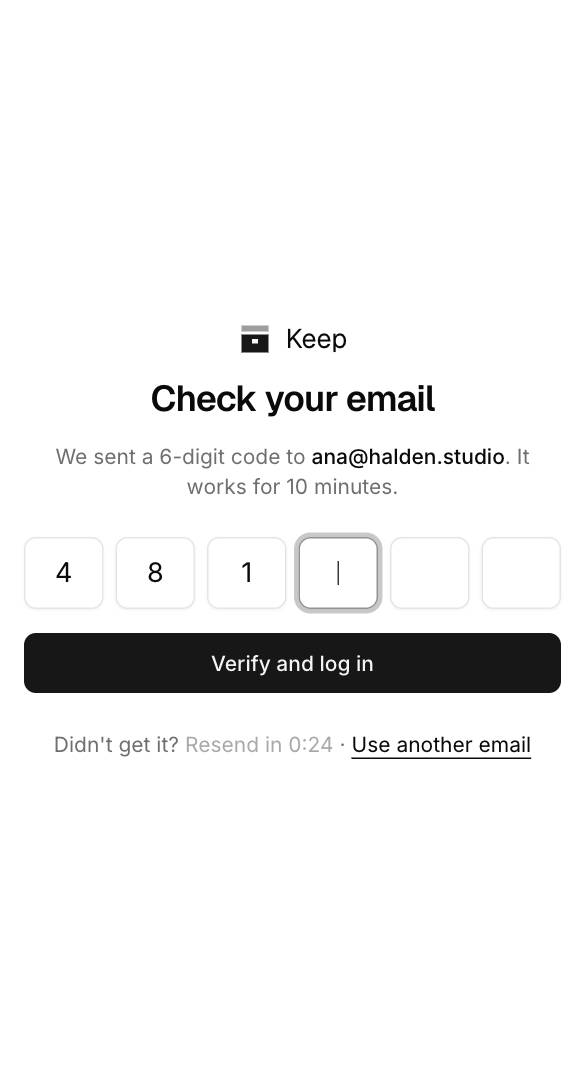 Keep
Check your email
We sent a 6-digit code to ana@halden.studio. It
works for 10 minutes.
4 8 1
Verify and log in
Didn't get it? Resend in 0:24 · Use another email